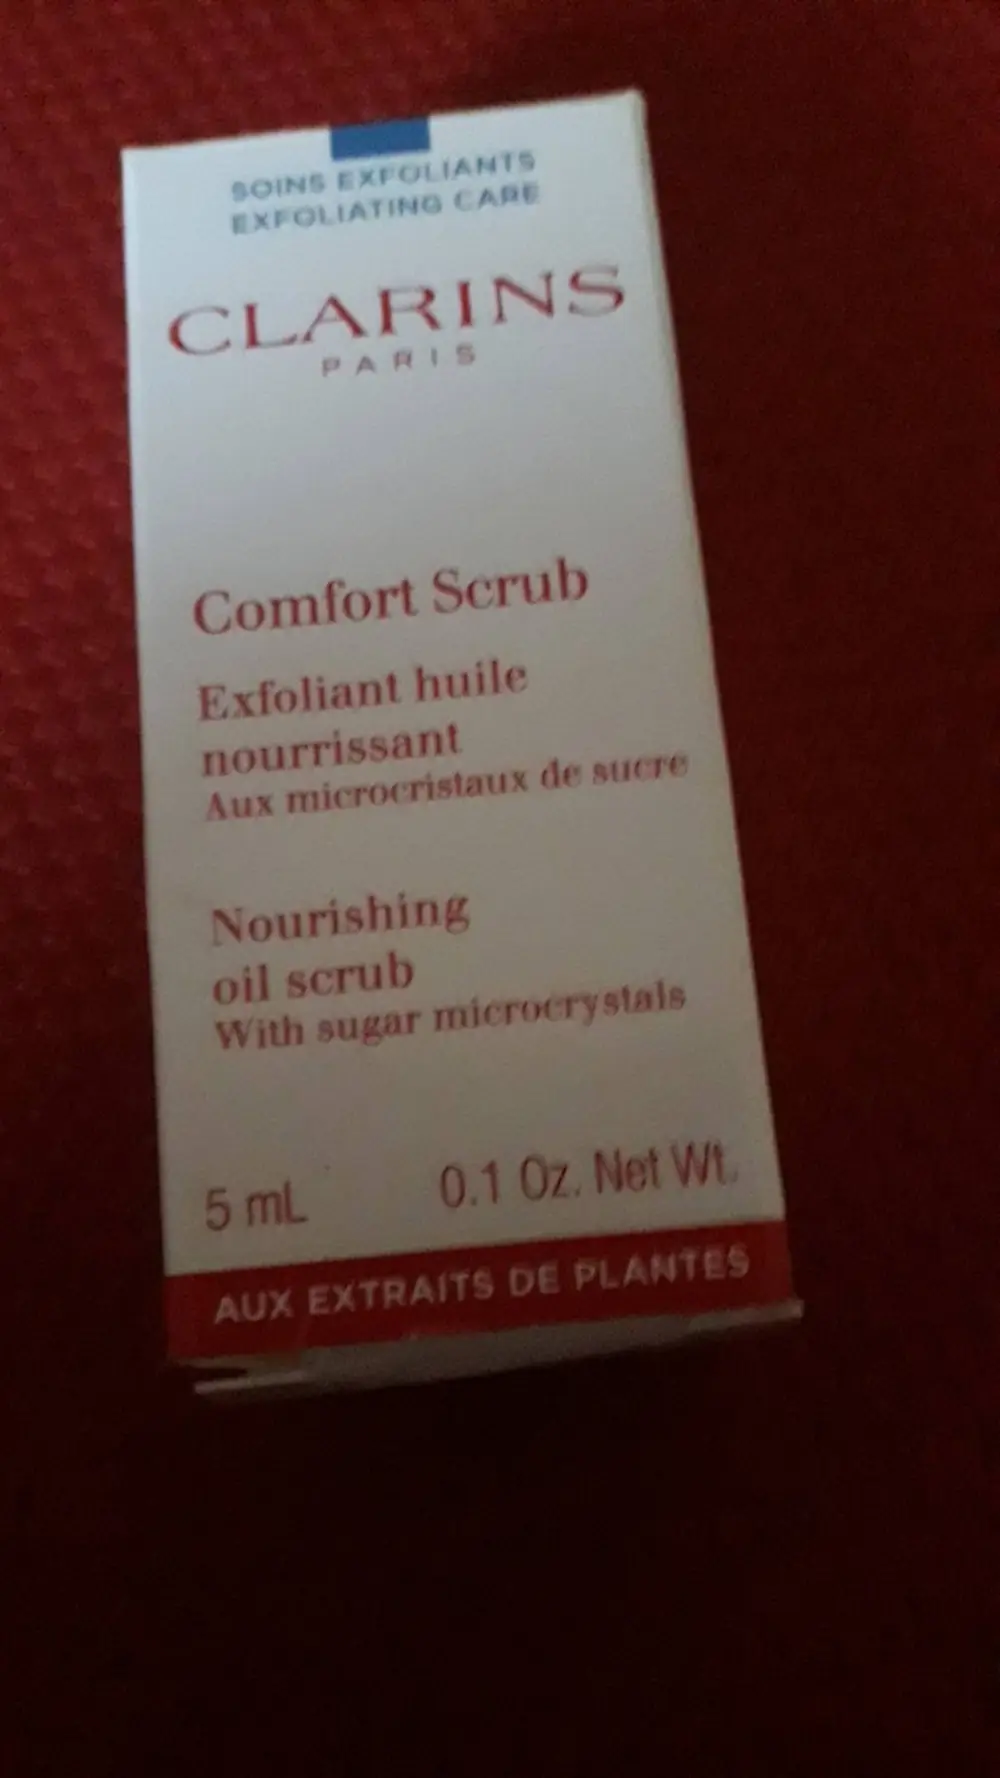 SOINS EXFOLIANTS
EXFOLIATING CARE
CLARINS
PARIS
Comfort Scrub
Exfoliant huile
nourrissant
Aux microcristaux de sucre
Nourishing
oil scrub
With sugar microcrystals
5 mL 0.1 Oz. Net Wt.
AUX EXTRAITS DE PLANTES